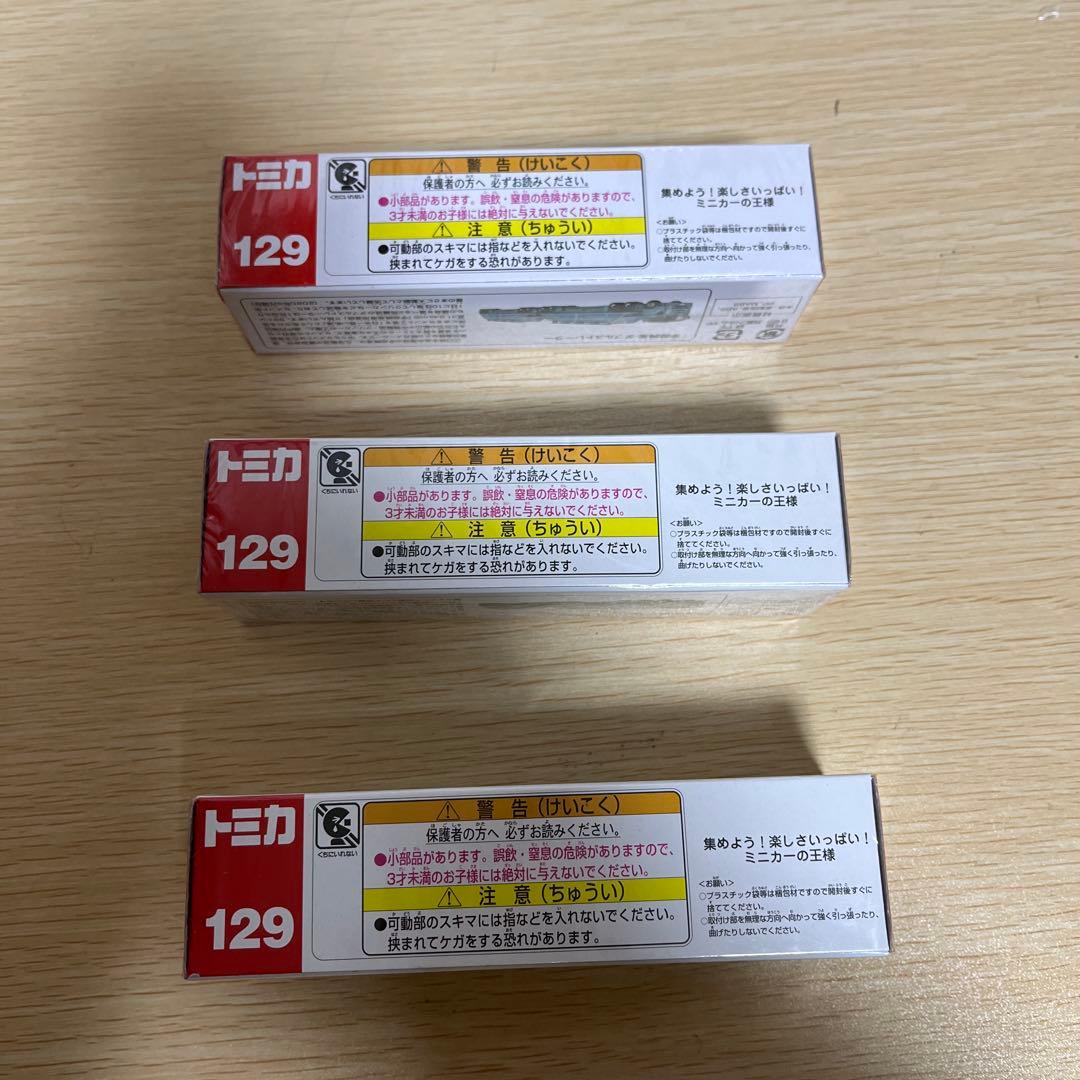 トミカ
129
くちにいれない
警告(けいこく)
保護者の方へ 必ずお読みください。
●小部品があります。誤飲・窒息の危険がありますので、
3才未満のお子様には絶対に与えないでください。
注意(ちゅうい)
●可動部のスキマには指などを入れないでください。
挟まれてケガをする恐れがあります。
集めよう!楽しさいっぱい!
ミニカーの王様
<お願い>
○プラスチック袋等は梱包材ですので開封後すぐに
捨ててください。
○取付け部を無理な方向へ向かって強く引っ張ったり、
曲げたりしないでください。
トミカ
129
くちにいれない
警告(けいこく)
保護者の方へ 必ずお読みください。
●小部品があります。誤飲・窒息の危険がありますので、
3才未満のお子様には絶対に与えないでください。
注意(ちゅうい)
●可動部のスキマには指などを入れないでください。
挟まれてケガをする恐れがあります。
集めよう!楽しさいっぱい!
ミニカーの王様
<お願い>
○プラスチック袋等は梱包材ですので開封後すぐに
捨ててください。
○取付け部を無理な方向へ向かって強く引っ張ったり、
曲げたりしないでください。
トミカ
129
くちにいれない
警告(けいこく)
保護者の方へ 必ずお読みください。
●小部品があります。誤飲・窒息の危険がありますので、
3才未満のお子様には絶対に与えないでください。
注意(ちゅうい)
●可動部のスキマには指などを入れないでください。
挟まれてケガをする恐れがあります。
集めよう!楽しさいっぱい!
ミニカーの王様
<お願い>
○プラスチック袋等は梱包材ですので開封後すぐに
捨ててください。
○取付け部を無理な方向へ向かって強く引っ張ったり、
曲げたりしないでください。